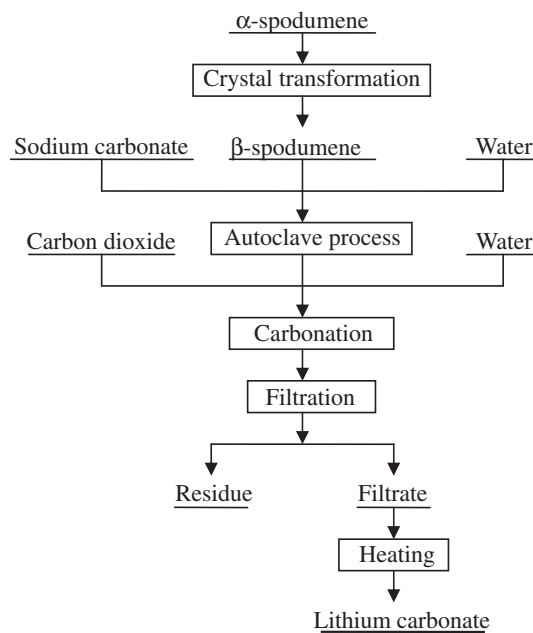 α-spodumene
Crystal transformation
Sodium carbonate β-spodumene Water
Carbon dioxide Autoclave process Water
Carbonation
Filtration
Residue Filtrate
Heating
Lithium carbonate